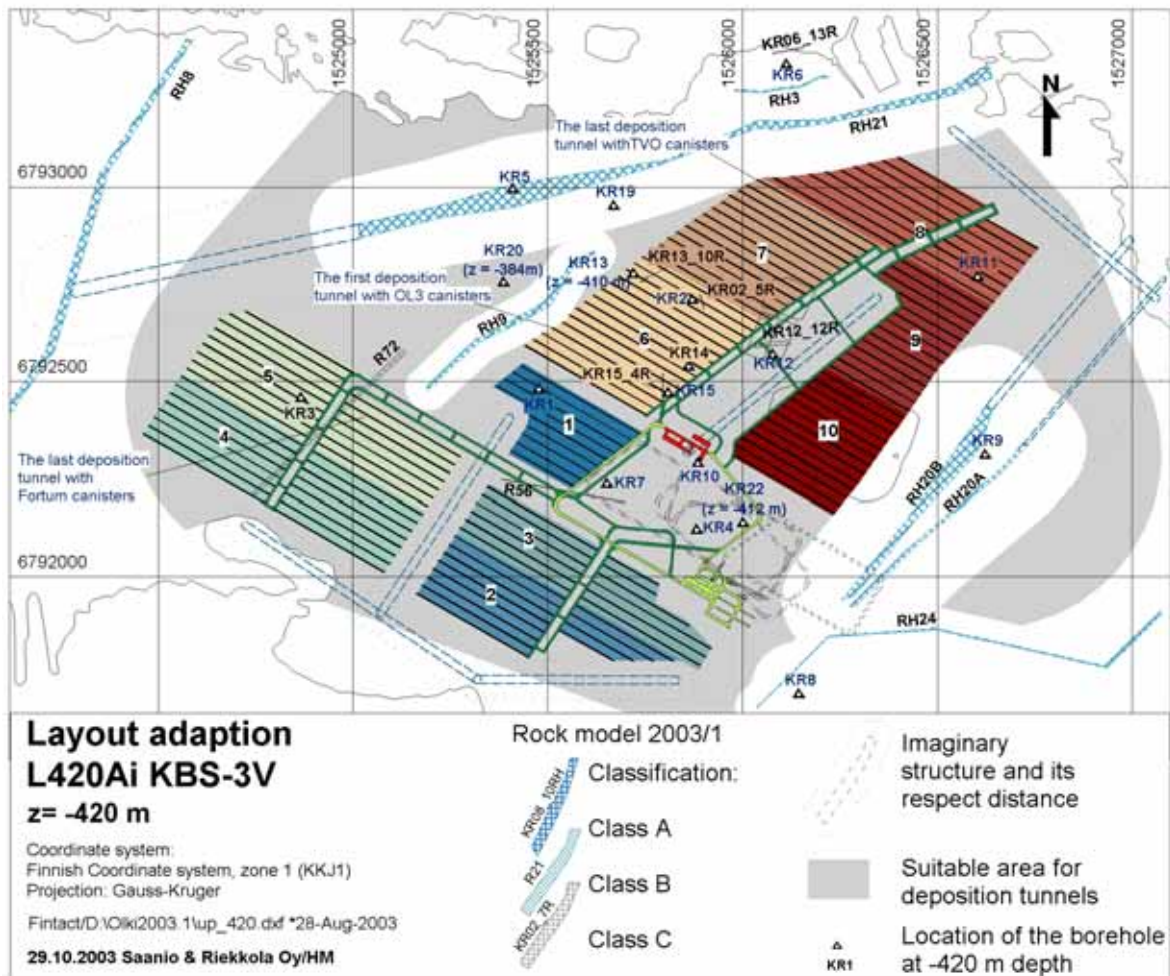 1525000
1525500
1526000
1526500
1527000
KR06_13R
KR6
RH3
N
RH8
RH21
The last deposition
tunnel withTVO canisters
6793000
KR5
KR19
KR20
(z = -384m)
KR13
(z = -410 m)
KR13_10R
7
8
KR11
The first deposition
tunnel with OL3 canisters
KR02_5R
RH9
KR12_12R
6
KR14
KR12
9
6792500
R72
KR15_4R
KR15
5
KR3
KR1
1
10
4
KR9
The last deposition
tunnel with
Fortum canisters
KR10
RH20B
RH20A
R56
KR7
KR22
(z = -412 m)
KR4
3
6792000
2
RH24
KR8
Layout adaption
L420Ai KBS-3V
z= -420 m
Coordinate system:
Finnish Coordinate system, zone 1 (KKJ1)
Projection: Gauss-Kruger
Fintact/D:\Olki2003.1\up_420.dxf *28-Aug-2003
29.10.2003 Saanio & Riekkola Oy/HM
Rock model 2003/1
Classification:
KR08_10RH
Class A
R21
Class B
KR02_7R
Class C
Imaginary
structure and its
respect distance
Suitable area for
deposition tunnels
KR1
Location of the borehole
at -420 m depth